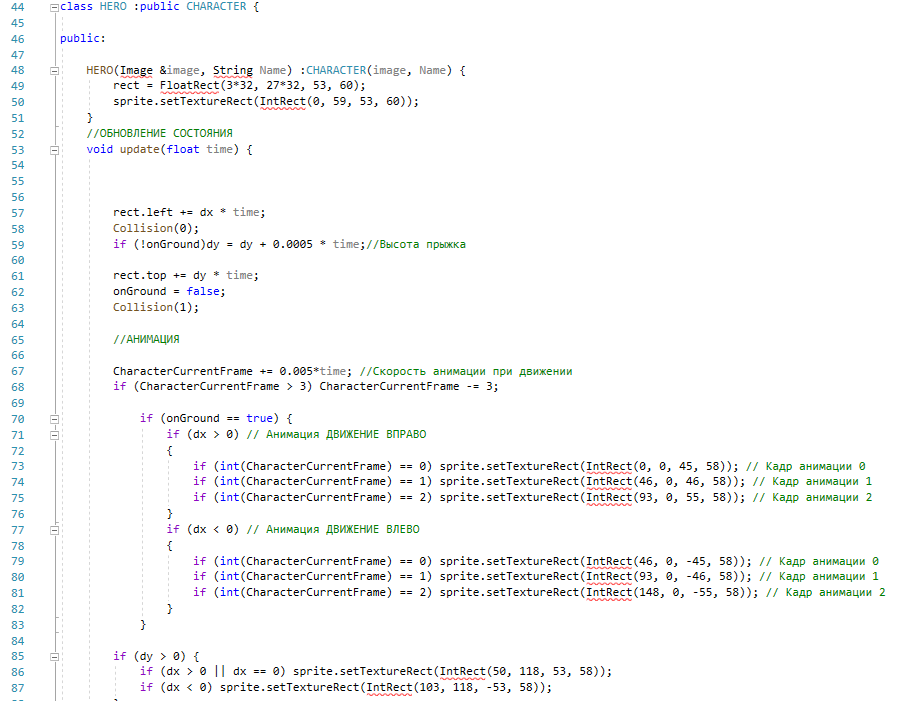 44 class HERO :public CHARACTER {
45
46 public:
47
48 HERO(Image &image, String Name) :CHARACTER(image, Name) {
49 rect = FloatRect(3*32, 27*32, 53, 60);
50 sprite.setTextureRect(IntRect(0, 59, 53, 60));
51 }
52 //ОБНОВЛЕНИЕ СОСТОЯНИЯ
53 void update(float time) {
54
55
56
57 rect.left += dx * time;
58 Collision(0);
59 if (!onGround)dy = dy + 0.0005 * time;//Высота прыжка
60
61 rect.top += dy * time;
62 onGround = false;
63 Collision(1);
64
65 //АНИМАЦИЯ
66
67 CharacterCurrentFrame += 0.005*time; //Скорость анимации при движении
68 if (CharacterCurrentFrame > 3) CharacterCurrentFrame -= 3;
69
70 if (onGround == true) {
71 if (dx > 0) // Анимация ДВИЖЕНИЕ ВПРАВО
72 {
73 if (int(CharacterCurrentFrame) == 0) sprite.setTextureRect(IntRect(0, 0, 45, 58)); // Кадр анимации 0
74 if (int(CharacterCurrentFrame) == 1) sprite.setTextureRect(IntRect(46, 0, 46, 58)); // Кадр анимации 1
75 if (int(CharacterCurrentFrame) == 2) sprite.setTextureRect(IntRect(93, 0, 55, 58)); // Кадр анимации 2
76 }
77 if (dx < 0) // Анимация ДВИЖЕНИЕ ВЛЕВО
78 {
79 if (int(CharacterCurrentFrame) == 0) sprite.setTextureRect(IntRect(46, 0, -45, 58)); // Кадр анимации 0
80 if (int(CharacterCurrentFrame) == 1) sprite.setTextureRect(IntRect(93, 0, -46, 58)); // Кадр анимации 1
81 if (int(CharacterCurrentFrame) == 2) sprite.setTextureRect(IntRect(148, 0, -55, 58)); // Кадр анимации 2
82 }
83 }
84
85 if (dy > 0) {
86 if (dx > 0 || dx == 0) sprite.setTextureRect(IntRect(50, 118, 53, 58));
87 if (dx < 0) sprite.setTextureRect(IntRect(103, 118, -53, 58));